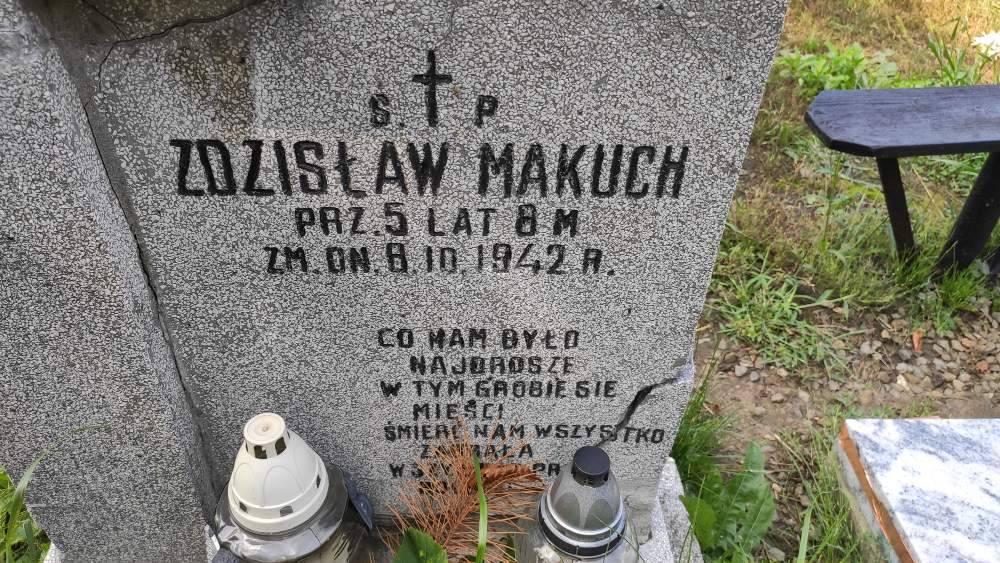 Ś. P.
ZDZISŁAW MAKUCH
PRZ. 5 LAT 8 M
ZM. DN. 8.10.1942 R.
CO NAM BYŁO
NAJDROSZE
W TYM GROBIE SIE
MIEŚCI
ŚMIERĆ NAM WSZYSTKO